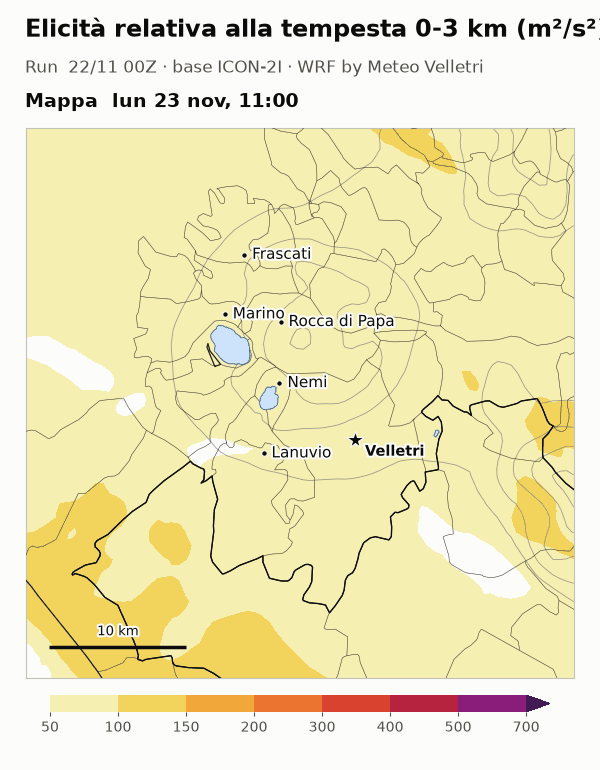 Elicità relativa alla tempesta 0-3 km (m²/s²)
Run 22/11 00Z · base ICON-2I · WRF by Meteo Velletri
Mappa lun 23 nov, 11:00
Frascati
Marino
Rocca di Papa
Nemi
Lanuvio
Velletri
10 km
50 100 150 200 300 400 500 700